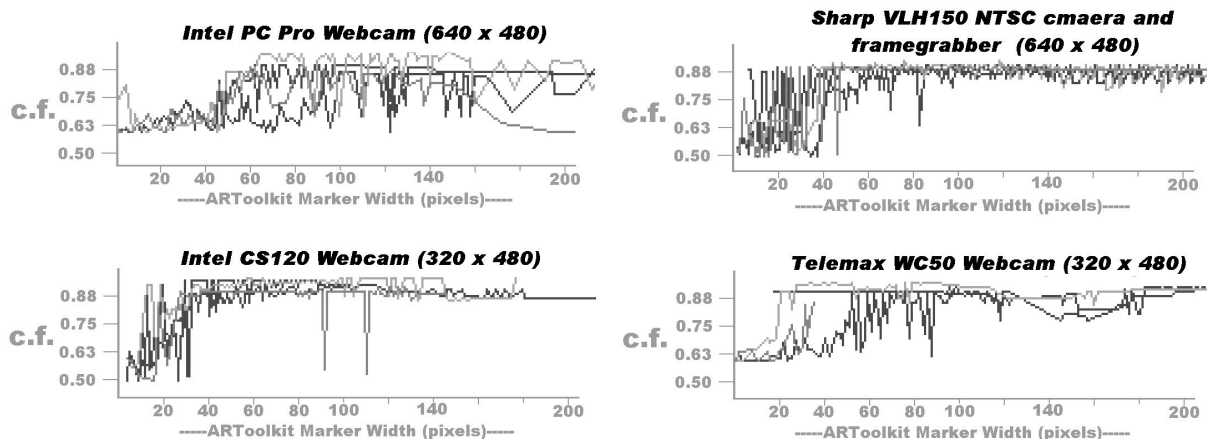 Intel PC Pro Webcam (640 x 480)
0.88
0.75
0.63
0.50
c.f.
20 40 60 80 100 140 200
-----ARToolkit Marker Width (pixels)-----
Sharp VLH150 NTSC cmaera and
framegrabber (640 x 480)
0.88
0.75
0.63
0.50
c.f.
20 40 60 80 100 140 200
-----ARToolkit Marker Width (pixels)-----
Intel CS120 Webcam (320 x 480)
0.88
0.75
0.63
0.50
c.f.
20 40 60 80 100 140 200
-----ARToolkit Marker Width (pixels)-----
Telemax WC50 Webcam (320 x 480)
0.88
0.75
0.63
0.50
c.f.
20 40 60 80 100 140 200
-----ARToolkit Marker Width (pixels)-----